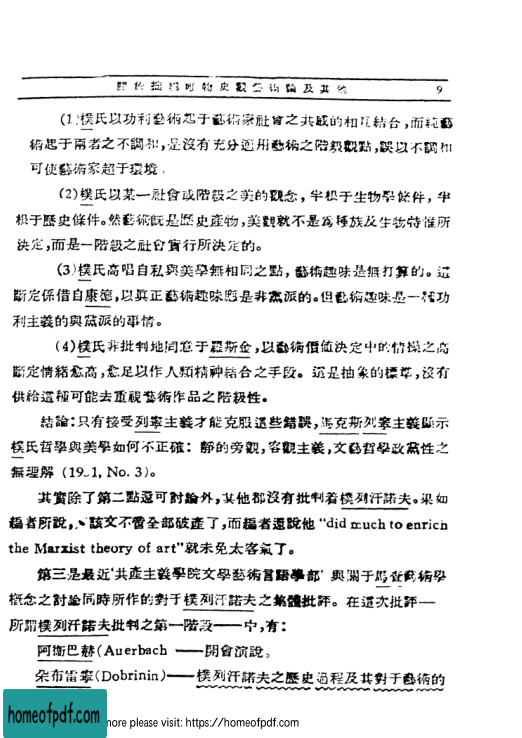 關於拙編唯物史觀藝術論及其他 9
(1)樸氏以功利藝術起于藝術家社會之共感的相互結合,而純藝
術起于兩者之不調和,是沒有充分運用藝術之階級觀點,誤以不調和
可使藝術家超于環境。
(2)樸氏以某一社會或階級之美的觀念,半根于生物學條件,半
根于歷史條件。然藝術既是歷史產物,美觀就不是為種族及生物特徵所
決定,而是一階級之社會實行所決定的。
(3)樸氏高唱自私與美學無相同之點,藝術趣味是無打算的。這
斷定係借自康德,以真正藝術趣味應是非黨派的。但藝術趣味是一種功
利主義的與黨派的事情。
(4)樸氏非批判地同意于羅斯金,以藝術價值決定中的情操之高
斷定情緒愈高,愈足以作人類精神結合之手段。這是抽象的標準,沒有
供給這種可能去重視藝術作品之階級性。
結論:只有接受列寧主義才能克服這些錯誤,馬克斯列寧主義顯示
樸氏哲學與美學如何不正確:靜的旁觀,客觀主義,文藝哲學政黨性之
無理解 (19_1, No. 3)。
其實除了第二點還可討論外,其他都沒有批判着樸列汗諾夫。果如
編者所說,該文不啻全部破產了,而編者還說他 "did much to enrich
the Marxist theory of art"就未免太客氣了。
第三是最近'共產主義學院文學藝術言語學部'與關于馬查藝術學
概念之討論同時所作的對于樸列汗諾夫之集體批評。在這次批評—
所謂樸列汗諾夫批判之第一階段——中,有:
阿衞巴赫(Auerbach ——開會演說。
朵布雷寧(Dobrinin)——樸列汗諾夫之歷史過程及其對于藝術的
homeofpdf.com
more please visit: https://homeofpdf.com